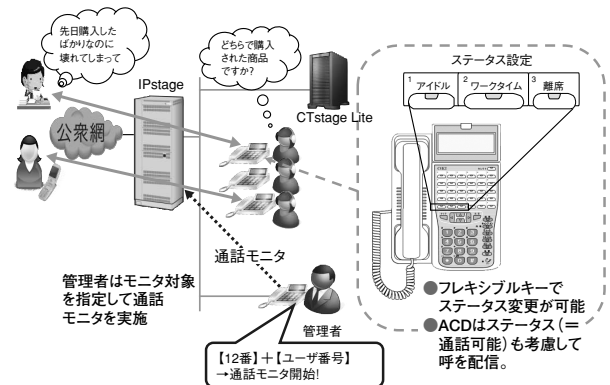 先日購入した
ばかりなのに
壊れてしまって
どちらで購入
された商品
ですか?
IPstage
CTstage Lite
公衆網
通話モニタ
管理者はモニタ対象
を指定して通話
モニタを実施
管理者
【12番】＋【ユーザ番号】
→通話モニタ開始!
ステータス設定
1 アイドル 2 ワークタイム 3 離席
●フレキシブルキーで
ステータス変更が可能
●ACDはステータス（＝
通話可能）も考慮して
呼を配信。